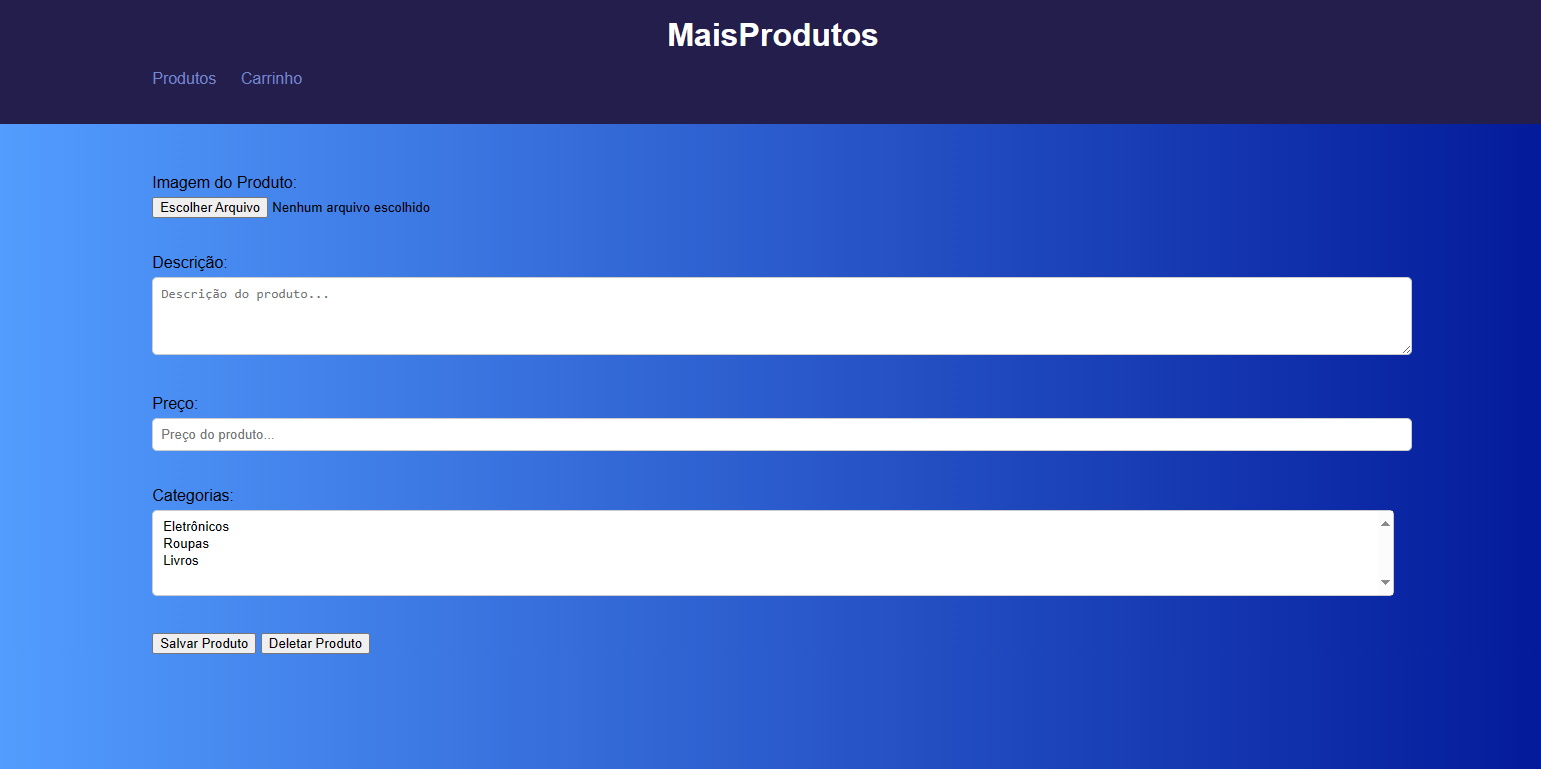 MaisProdutos
Produtos Carrinho
Imagem do Produto:
Escolher Arquivo Nenhum arquivo escolhido
Descrição:
Descrição do produto...
Preço:
Preço do produto...
Categorias:
Eletrônicos
Roupas
Livros
Salvar Produto Deletar Produto